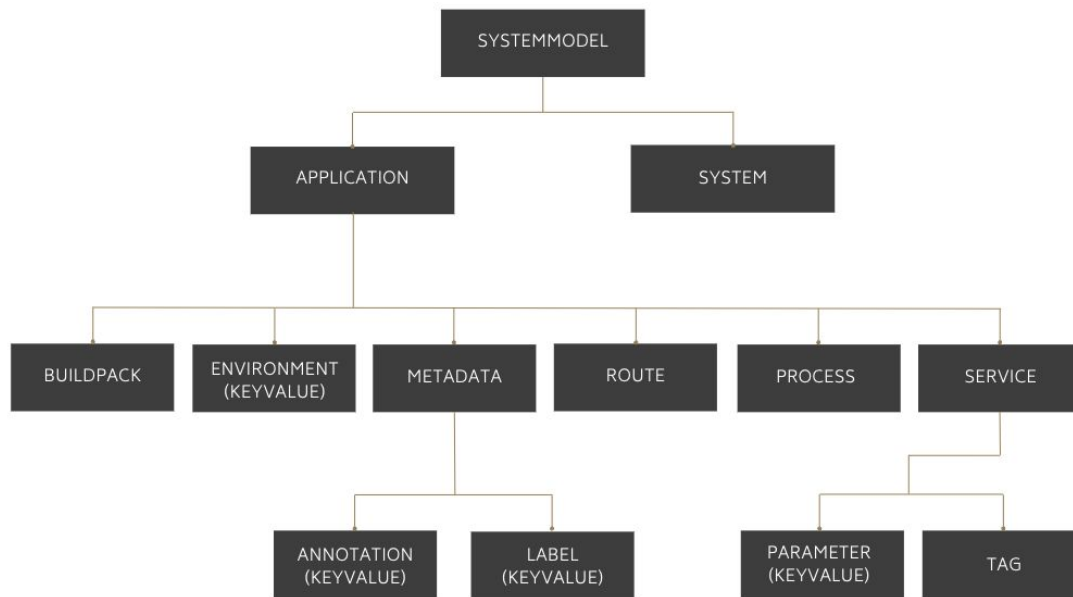 SYSTEMMODEL
APPLICATION
SYSTEM
BUILDPACK
ENVIRONMENT
(KEYVALUE)
METADATA
ROUTE
PROCESS
SERVICE
ANNOTATION
(KEYVALUE)
LABEL
(KEYVALUE)
PARAMETER
(KEYVALUE)
TAG